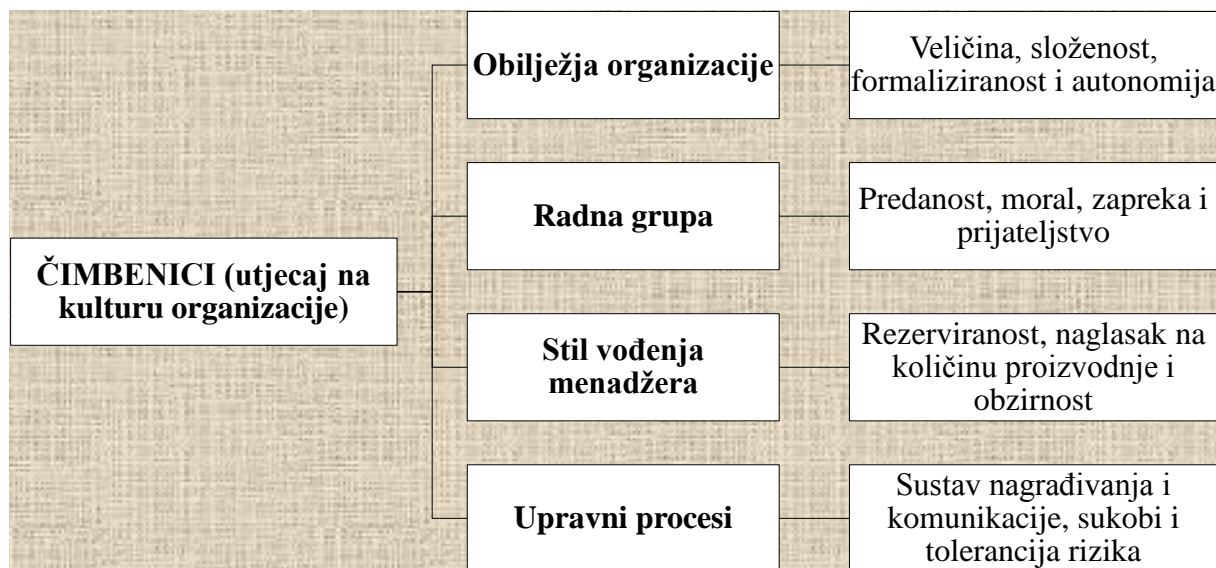 ČIMBENICI (utjecaj na
kulturu organizacije)
Obilježja organizacije
Veličina, složenost,
formaliziranost i autonomija
Radna grupa
Predanost, moral, zapreka i
prijateljstvo
Stil vođenja
menadžera
Rezerviranost, naglasak na
količinu proizvodnje i
obzirnost
Upravni procesi
Sustav nagrađivanja i
komunikacije, sukobi i
tolerancija rizika